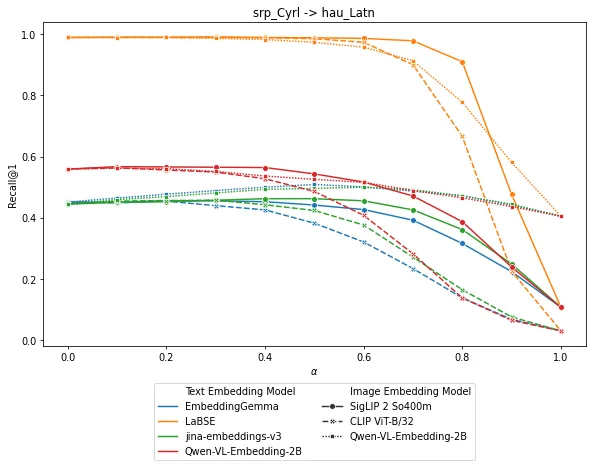 srp_Cyrl -> hau_Latn
Recall@1
1.0
0.8
0.6
0.4
0.2
0.0
0.0 0.2 0.4 0.6 0.8 1.0
α
Text Embedding Model
EmbeddingGemma
LaBSE
jina-embeddings-v3
Qwen-VL-Embedding-2B
Image Embedding Model
SigLIP 2 So400m
CLIP ViT-B/32
Qwen-VL-Embedding-2B